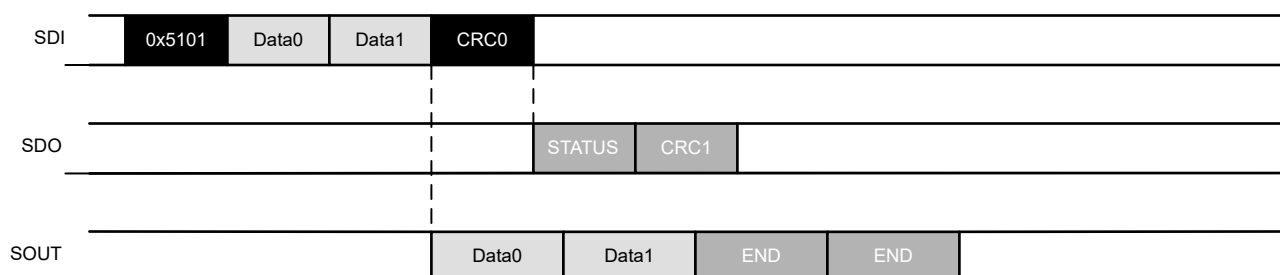 SDI 0x5101 Data0 Data1 CRC0
SDO STATUS CRC1
SOUT Data0 Data1 END END